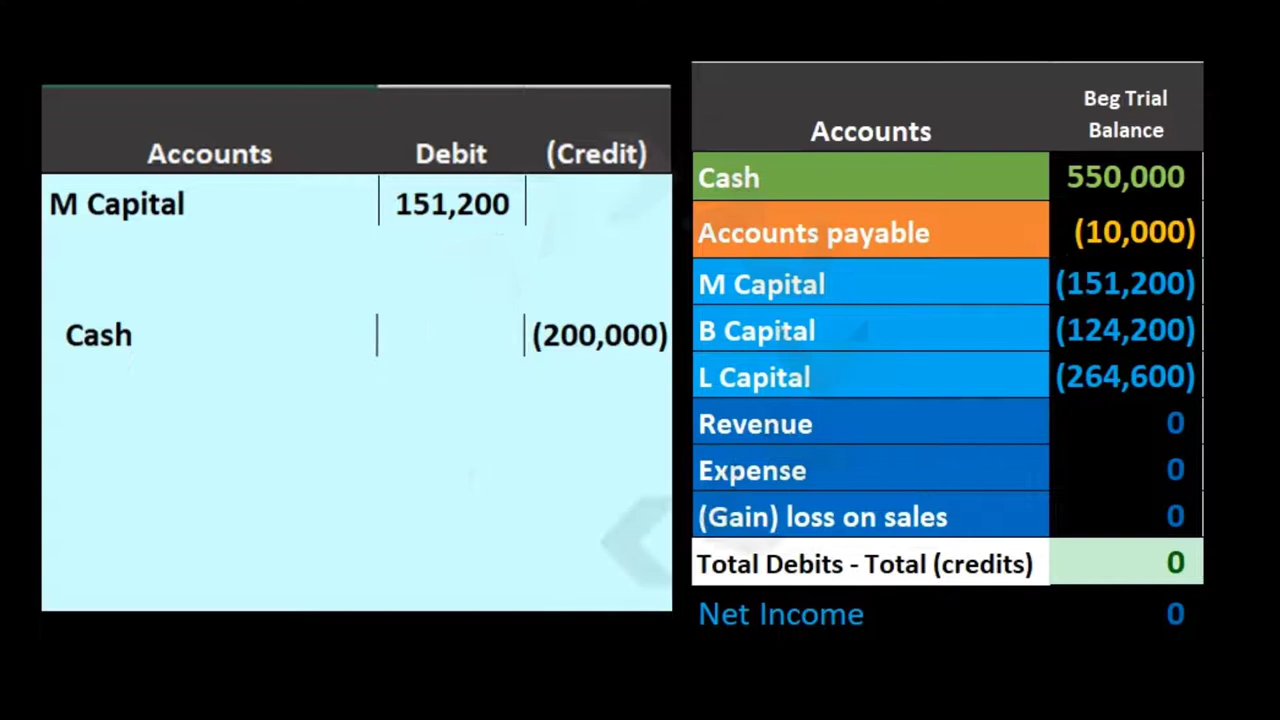 Accounts Debit (Credit)
M Capital 151,200
Cash (200,000)
Accounts Beg Trial Balance
Cash 550,000
Accounts payable (10,000)
M Capital (151,200)
B Capital (124,200)
L Capital (264,600)
Revenue 0
Expense 0
(Gain) loss on sales 0
Total Debits - Total (credits) 0
Net Income 0